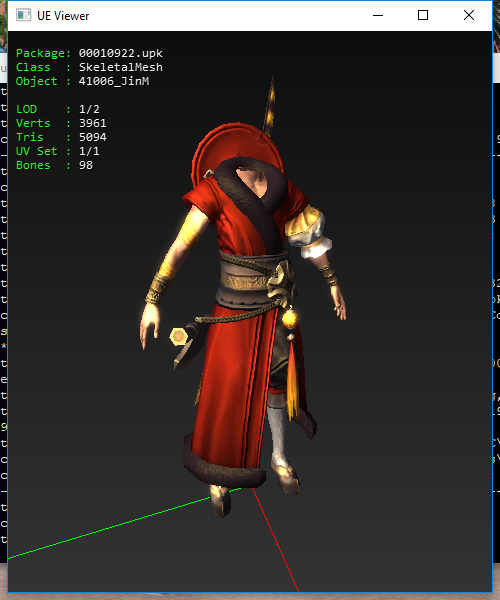 UE Viewer
Package: 00010922.upk
Class : SkeletalMesh
Object : 41006_JinM
LOD : 1/2
Verts : 3961
Tris : 5094
UV Set : 1/1
Bones : 98